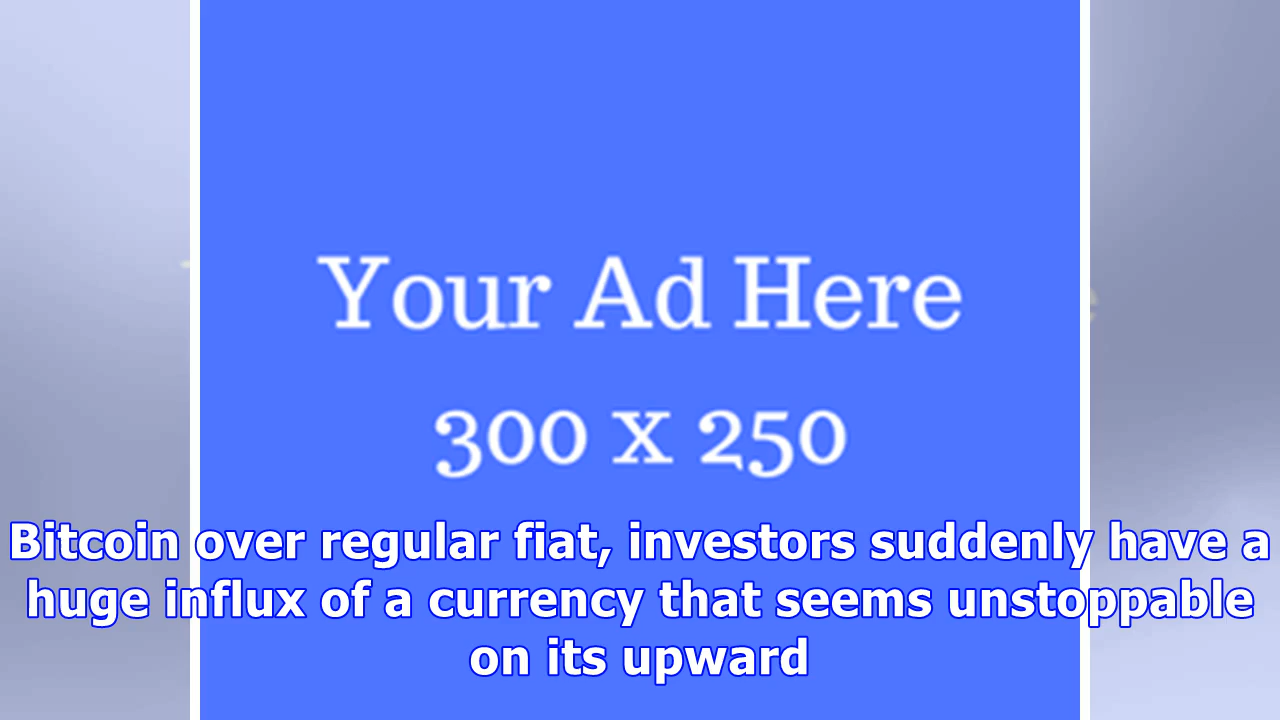 Your Ad Here
300 x 250
Bitcoin over regular fiat, investors suddenly have a
huge influx of a currency that seems unstoppable
on its upward